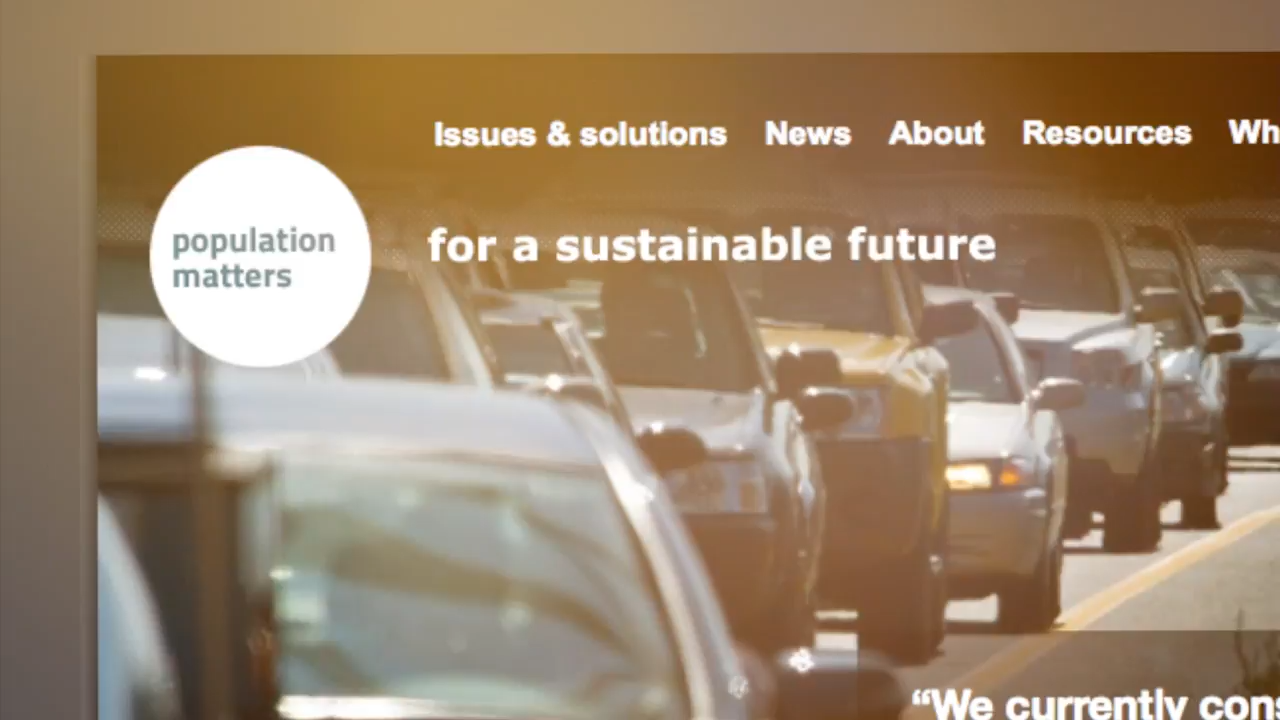 Issues & solutions News About Resources
population
matters
for a sustainable future
“We currently